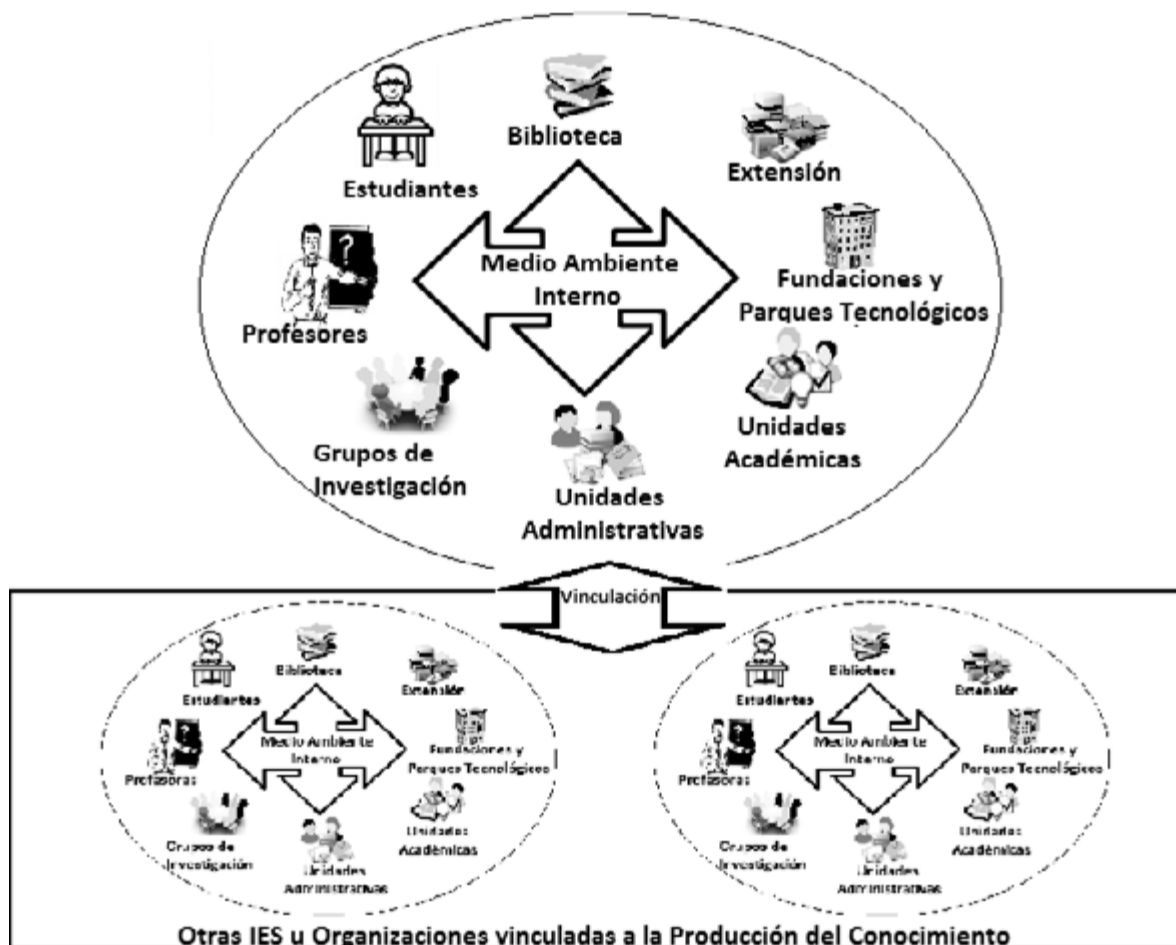 Biblioteca
Estudiantes
Extensión
Medio Ambiente
Interno
Profesores
Fundaciones y
Parques Tecnológicos
Grupos de
Investigación
Unidades
Académicas
Unidades
Administrativas
Vinculación
Biblioteca
Estudiantes
Extensión
Medio Ambiente
Interno
Profesoras
Fundaciones y
Parques Tecnológicos
Grupos de
Investigación
Unidades
Académicas
Unidades
Administrativas
Biblioteca
Estudiantes
Extensión
Medio Ambiente
Interno
Profesores
Fundaciones y
Parques Tecnológicos
Grupos de
Investigación
Unidades
Académicas
Unidades
Administrativas
Otras IES u Organizaciones vinculadas a la Producción del Conocimiento